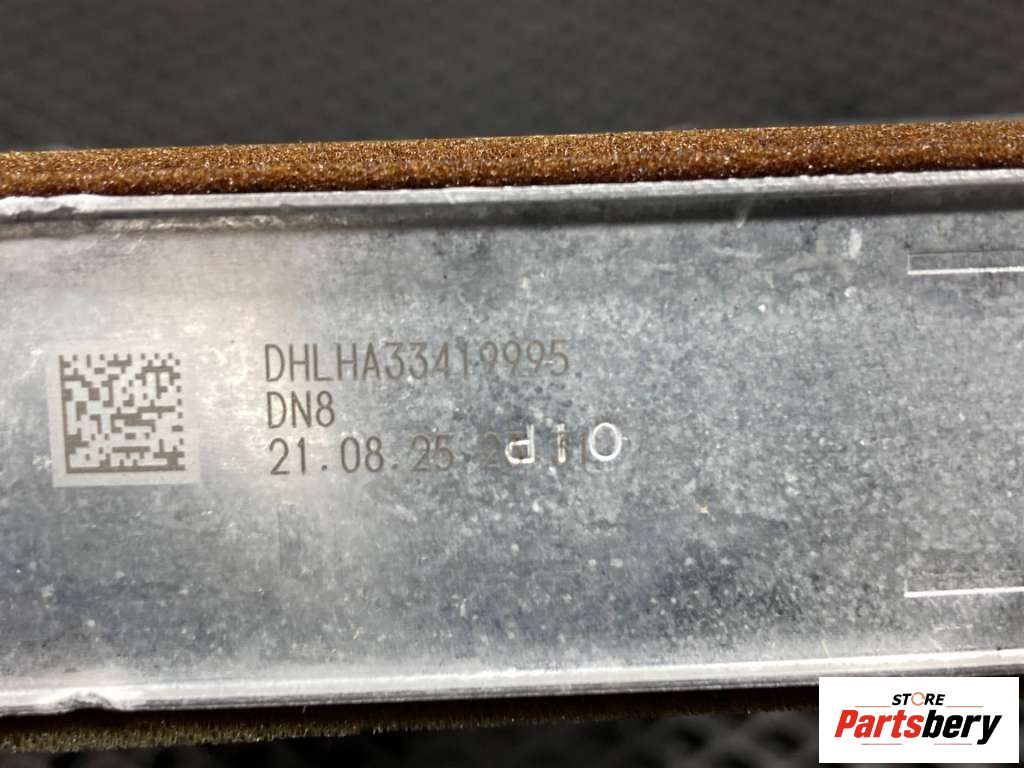 DHLHA33419995
DN8
21.08.25
STORE
Partsbery